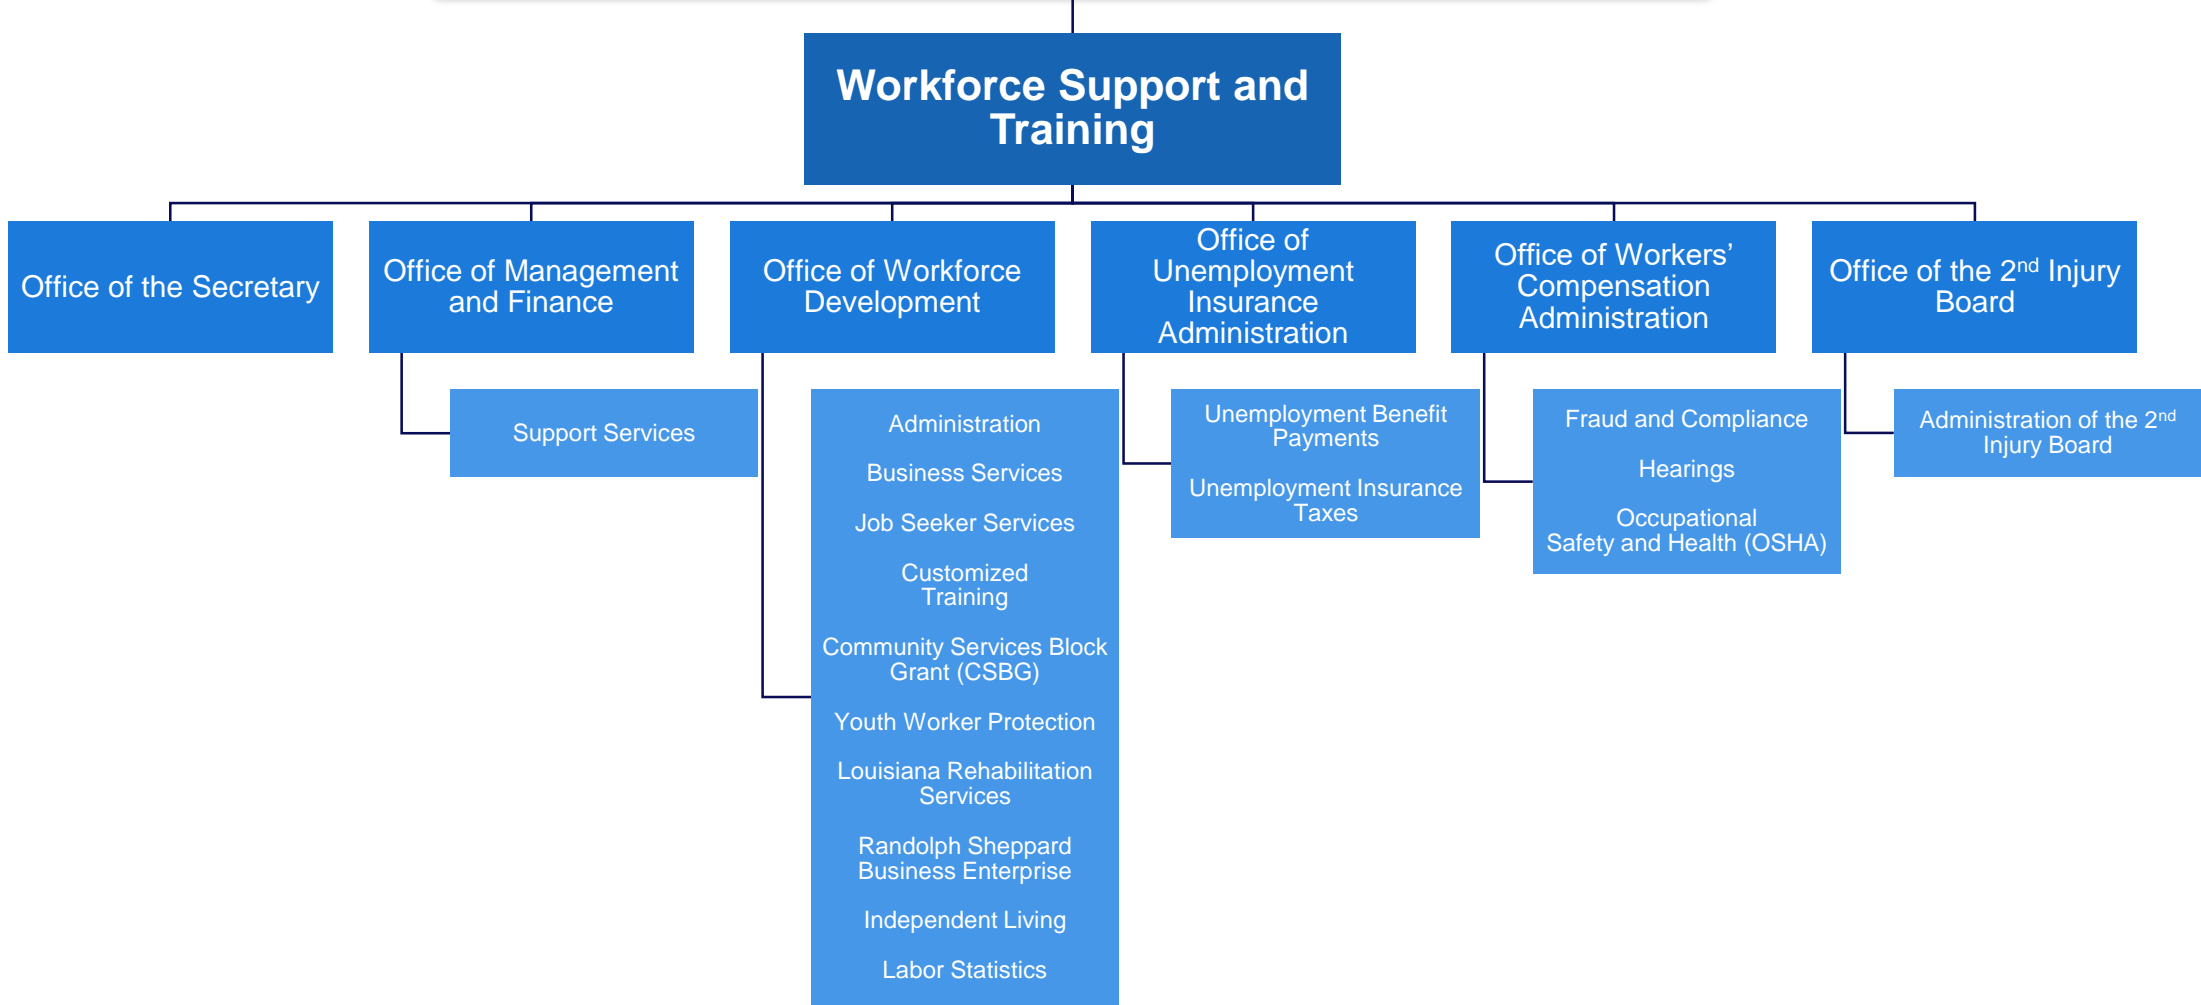 Workforce Support and
Training
Office of the Secretary
Office of Management
and Finance
Support Services
Office of Workforce
Development
Administration
Business Services
Job Seeker Services
Customized
Training
Community Services Block
Grant (CSBG)
Youth Worker Protection
Louisiana Rehabilitation
Services
Randolph Sheppard
Business Enterprise
Independent Living
Labor Statistics
Office of
Unemployment
Insurance
Administration
Unemployment Benefit
Payments
Unemployment Insurance
Taxes
Office of Workers’
Compensation
Administration
Fraud and Compliance
Hearings
Occupational
Safety and Health (OSHA)
Office of the 2nd Injury
Board
Administration of the 2nd
Injury Board